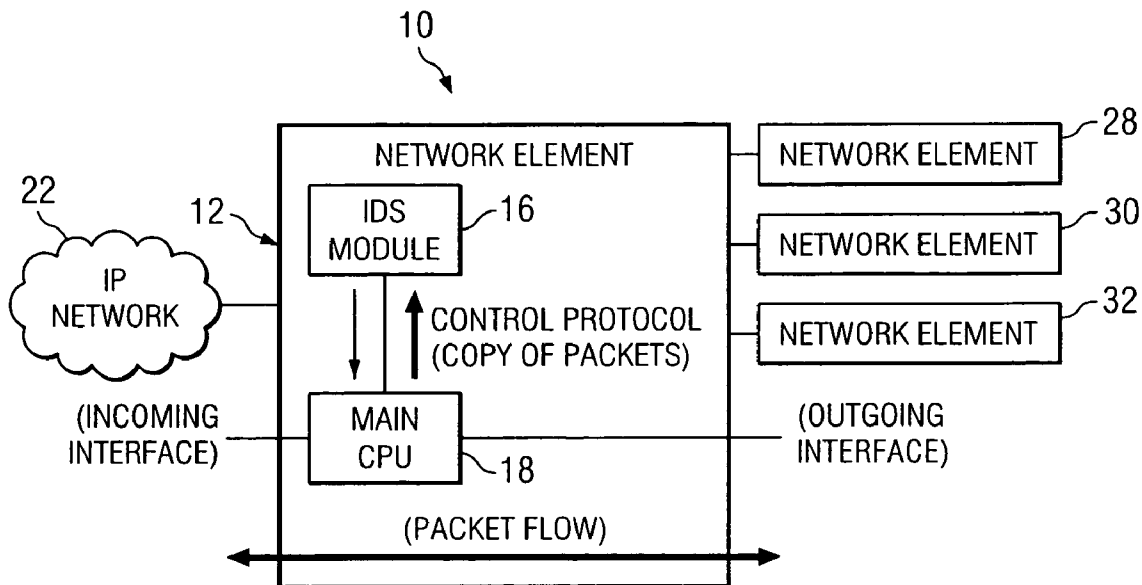 10
NETWORK ELEMENT
NETWORK ELEMENT
28
22
12
IDS
MODULE
16
NETWORK ELEMENT
30
IP
NETWORK
CONTROL PROTOCOL
(COPY OF PACKETS)
NETWORK ELEMENT
32
(INCOMING
INTERFACE)
MAIN
CPU
18
(OUTGOING
INTERFACE)
(PACKET FLOW)